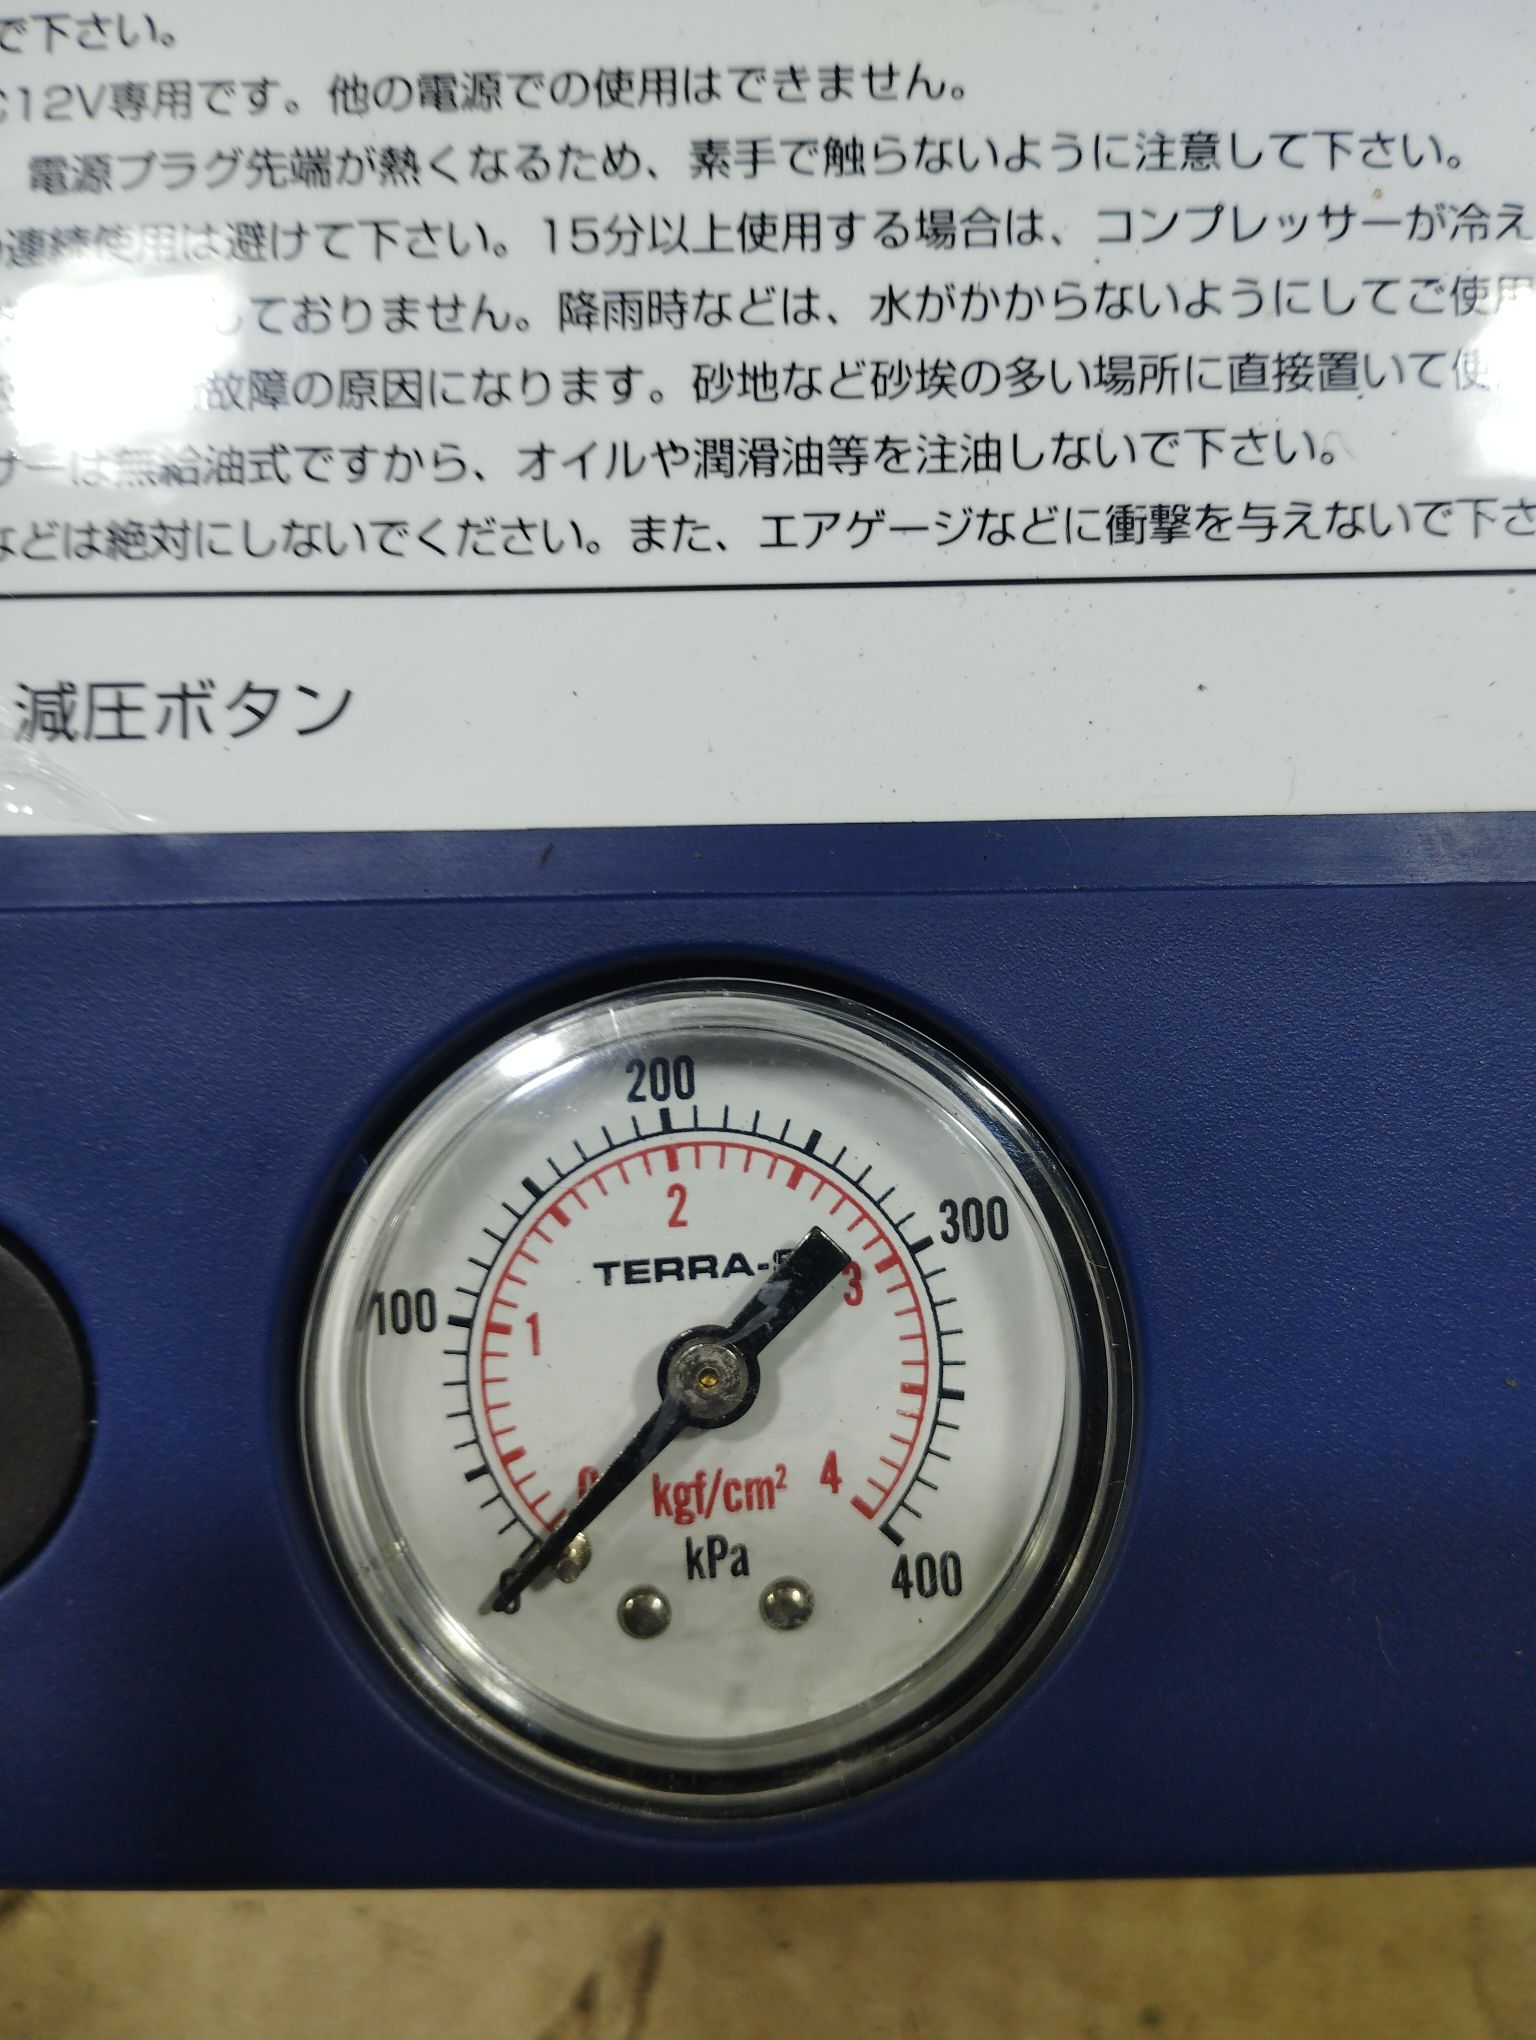 で下さい。
12V専用です。他の電源での使用はできません。
電源プラグ先端が熱くなるため、素手で触らないように注意して下さい。
連続使用は避けて下さい。15分以上使用する場合は、コンプレッサーが冷え
しておりません。降雨時などは、水がかからないようにしてご使用
故障の原因になります。砂地など砂埃の多い場所に直接置いて使
サーは無給油式ですから、オイルや潤滑油等を注油しないで下さい。
などは絶対にしないでください。また、エアゲージなどに衝撃を与えないで下さ
減圧ボタン
200
300
2
TERRA-S
3
100
1
0
kgf/cm²
4
kPa
0
400